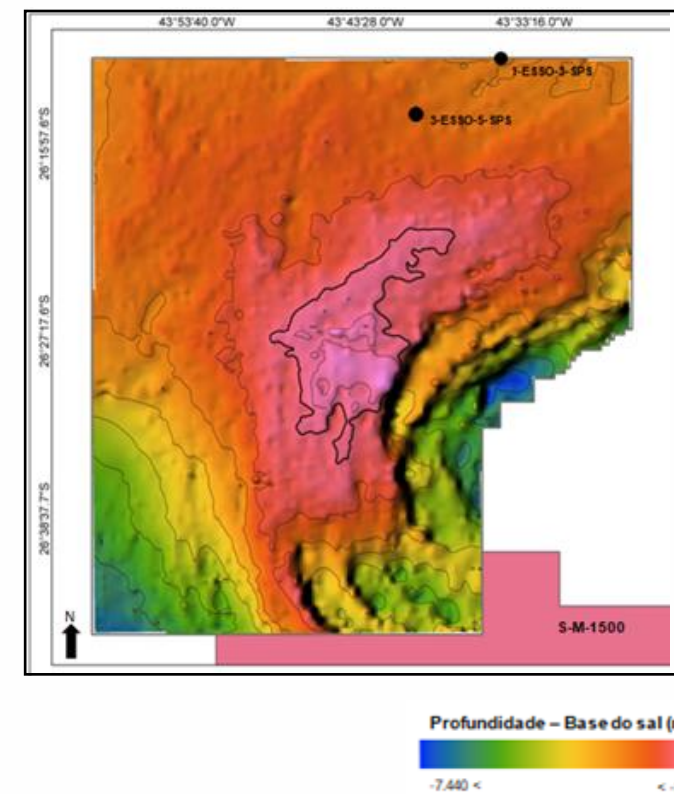 43°53'40.0"W 43°43'28.0"W 43°33'16.0"W
1-ESSO-3-SPS
3-ESSO-5-SPS
26°15'57.6"S
26°27'17.6"S
26°38'37.7"S
N
S-M-1500
Profundidade – Base do sal (
-7.440 < < -